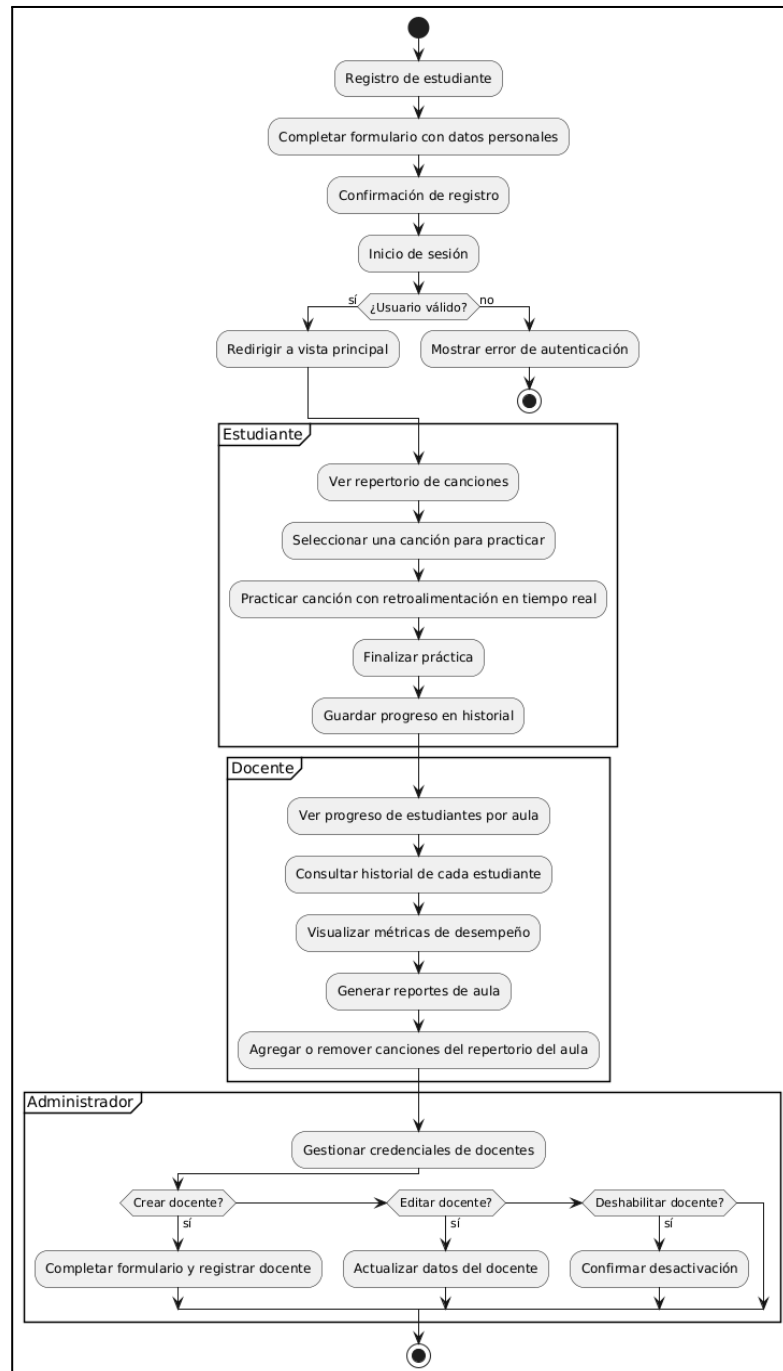 Registro de estudiante
Completar formulario con datos personales
Confirmación de registro
Inicio de sesión
sí
¿Usuario válido?
no
Redirigir a vista principal
Mostrar error de autenticación
Estudiante
Ver repertorio de canciones
Seleccionar una canción para practicar
Practicar canción con retroalimentación en tiempo real
Finalizar práctica
Guardar progreso en historial
Docente
Ver progreso de estudiantes por aula
Consultar historial de cada estudiante
Visualizar métricas de desempeño
Generar reportes de aula
Agregar o remover canciones del repertorio del aula
Administrador
Gestionar credenciales de docentes
Crear docente?
Editar docente?
Deshabilitar docente?
sí
sí
sí
Completar formulario y registrar docente
Actualizar datos del docente
Confirmar desactivación